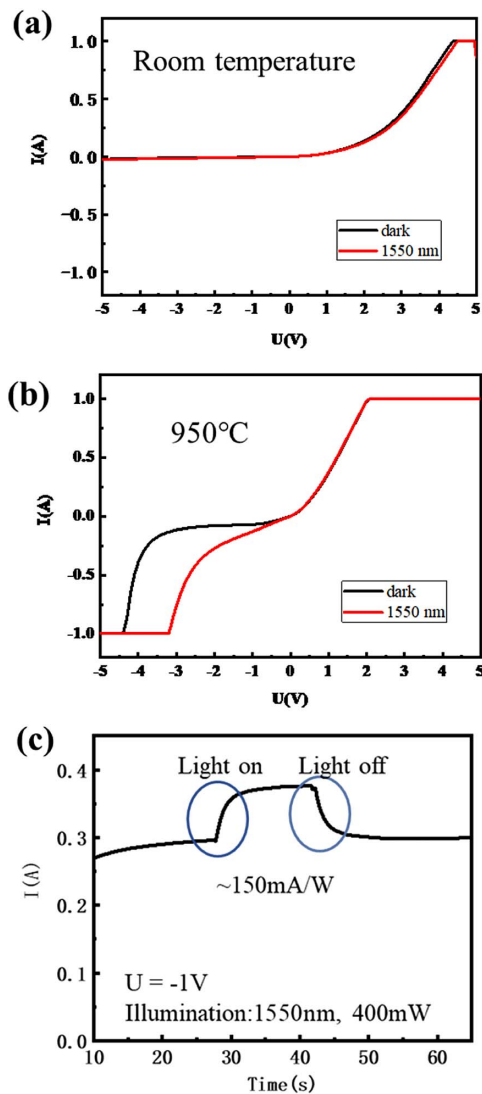 (a)
Room temperature
1.0
0.5
0.0
-0.5
-1.0
I(A)
dark
1550 nm
-5 -4 -3 -2 -1 0 1 2 3 4 5
U(V)
(b)
950℃
1.0
0.5
0.0
-0.5
-1.0
I(A)
dark
1550 nm
-5 -4 -3 -2 -1 0 1 2 3 4 5
U(V)
(c)
Light on Light off
0.4
0.3
0.2
0.1
0.0
I(A)
~150mA/W
U = -1V
Illumination:1550nm, 400mW
10 20 30 40 50 60
Time(s)